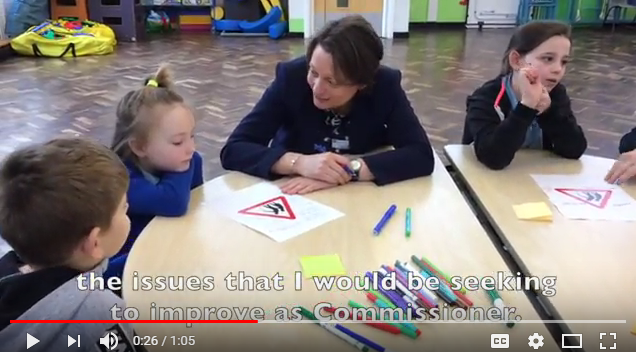 the issues that I would be seeking
to improve as Commissioner.
0:26 / 1:05
CC